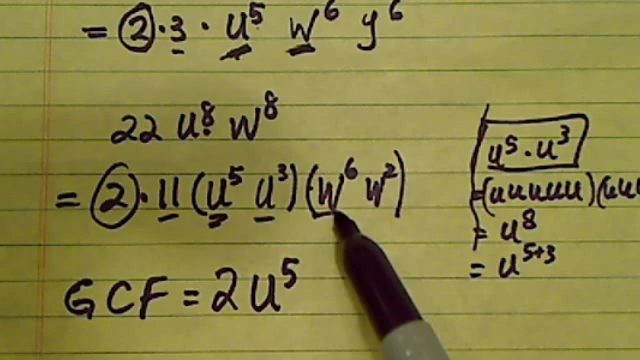 = 2 · 3 · u⁵ w⁶ y⁶
22 u⁸ w⁸
= 2 · 11 (u⁵ u³)(w⁶ w²)
GCF = 2u⁵
u⁵ · u³
=(uuuuu)(uu
= u⁸
= u⁵⁺³